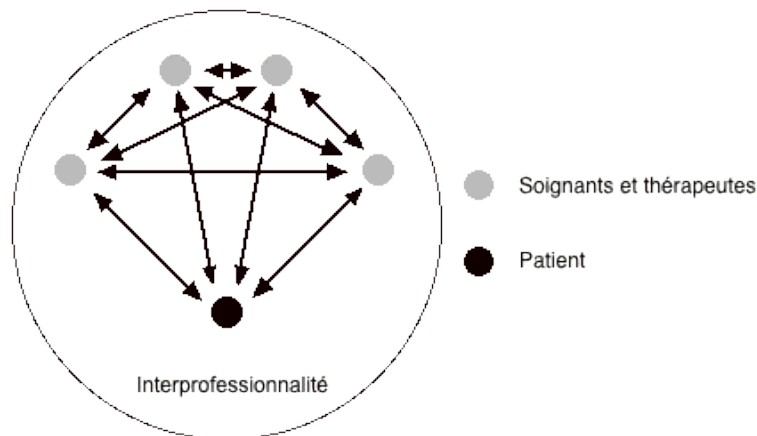 Soignants et thérapeutes
Patient
Interprofessionnalité